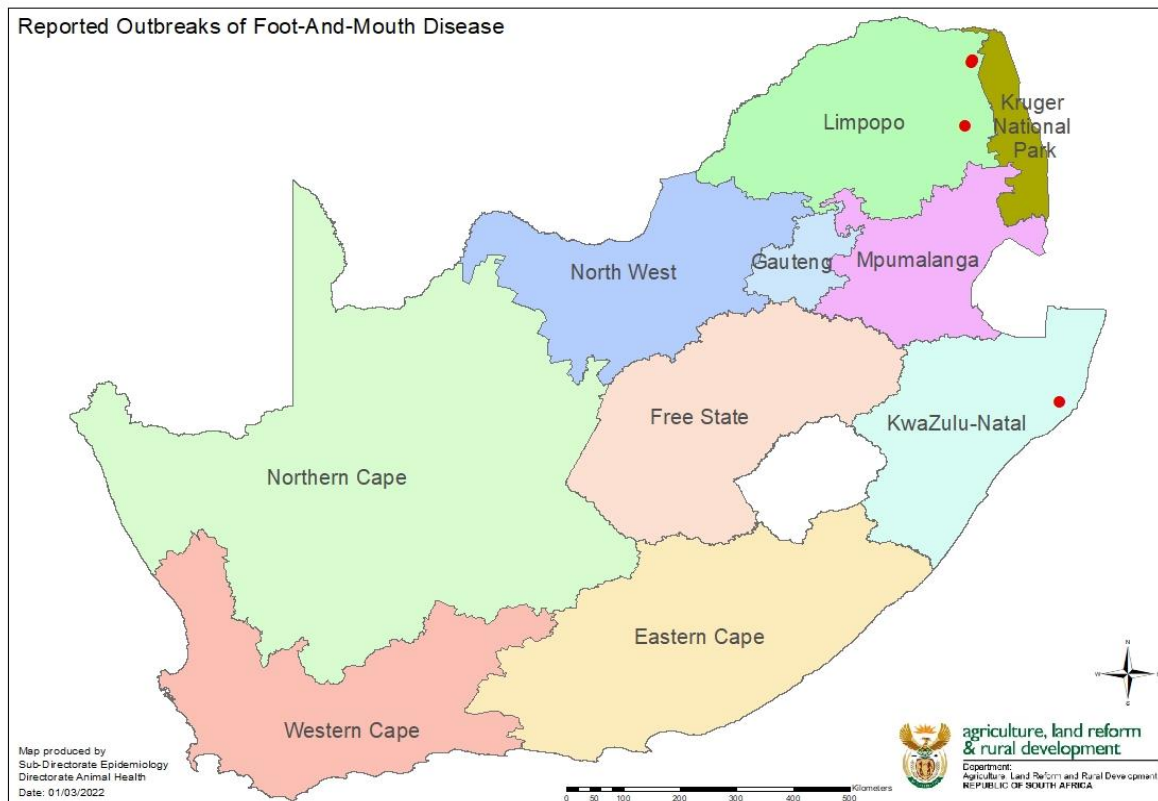 Reported Outbreaks of Foot-And-Mouth Disease
Limpopo
Kruger
National
Park
North West
Gauteng
Mpumalanga
Free State
KwaZulu-Natal
Northern Cape
Eastern Cape
Western Cape
N
W
S
Map produced by
Sub-Directorate Epidemiology
Directorate Animal Health
Date: 01/03/2022
Kilometers
0 50 100 200 300 400 500
agriculture, land reform
& rural development
Department:
Agriculture, Land Reform and Rural Development
REPUBLIC OF SOUTH AFRICA